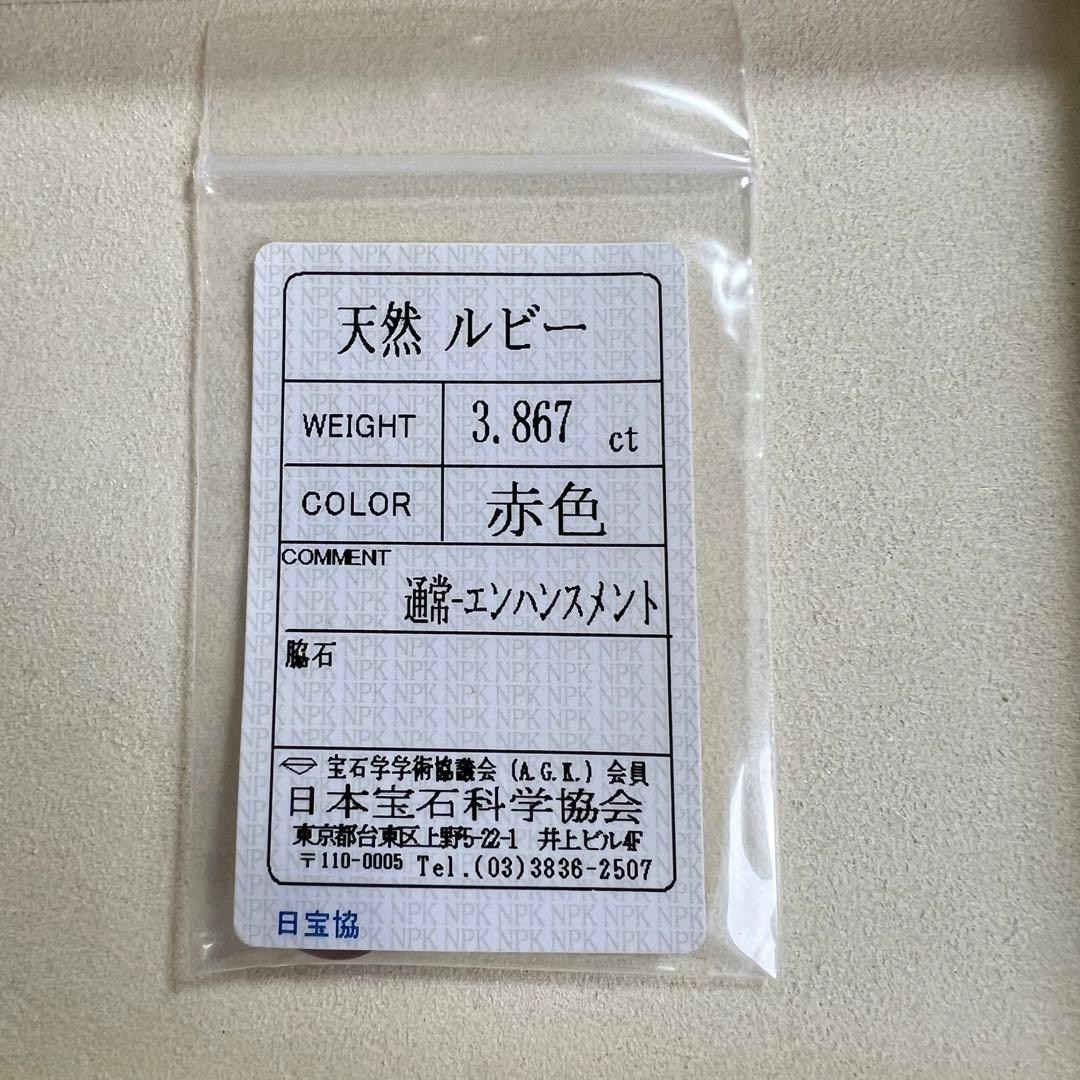 天然 ルビー
WEIGHT 3.867 ct
COLOR 赤色
COMMENT
通常-エンハンスメント
脇石
宝石学学術協議会 (A.G.K.) 会員
日本宝石科学協会
東京都台東区上野5-22-1 井上ビル4F
〒110-0005 Tel.(03)3836-2507
日宝協
NPK